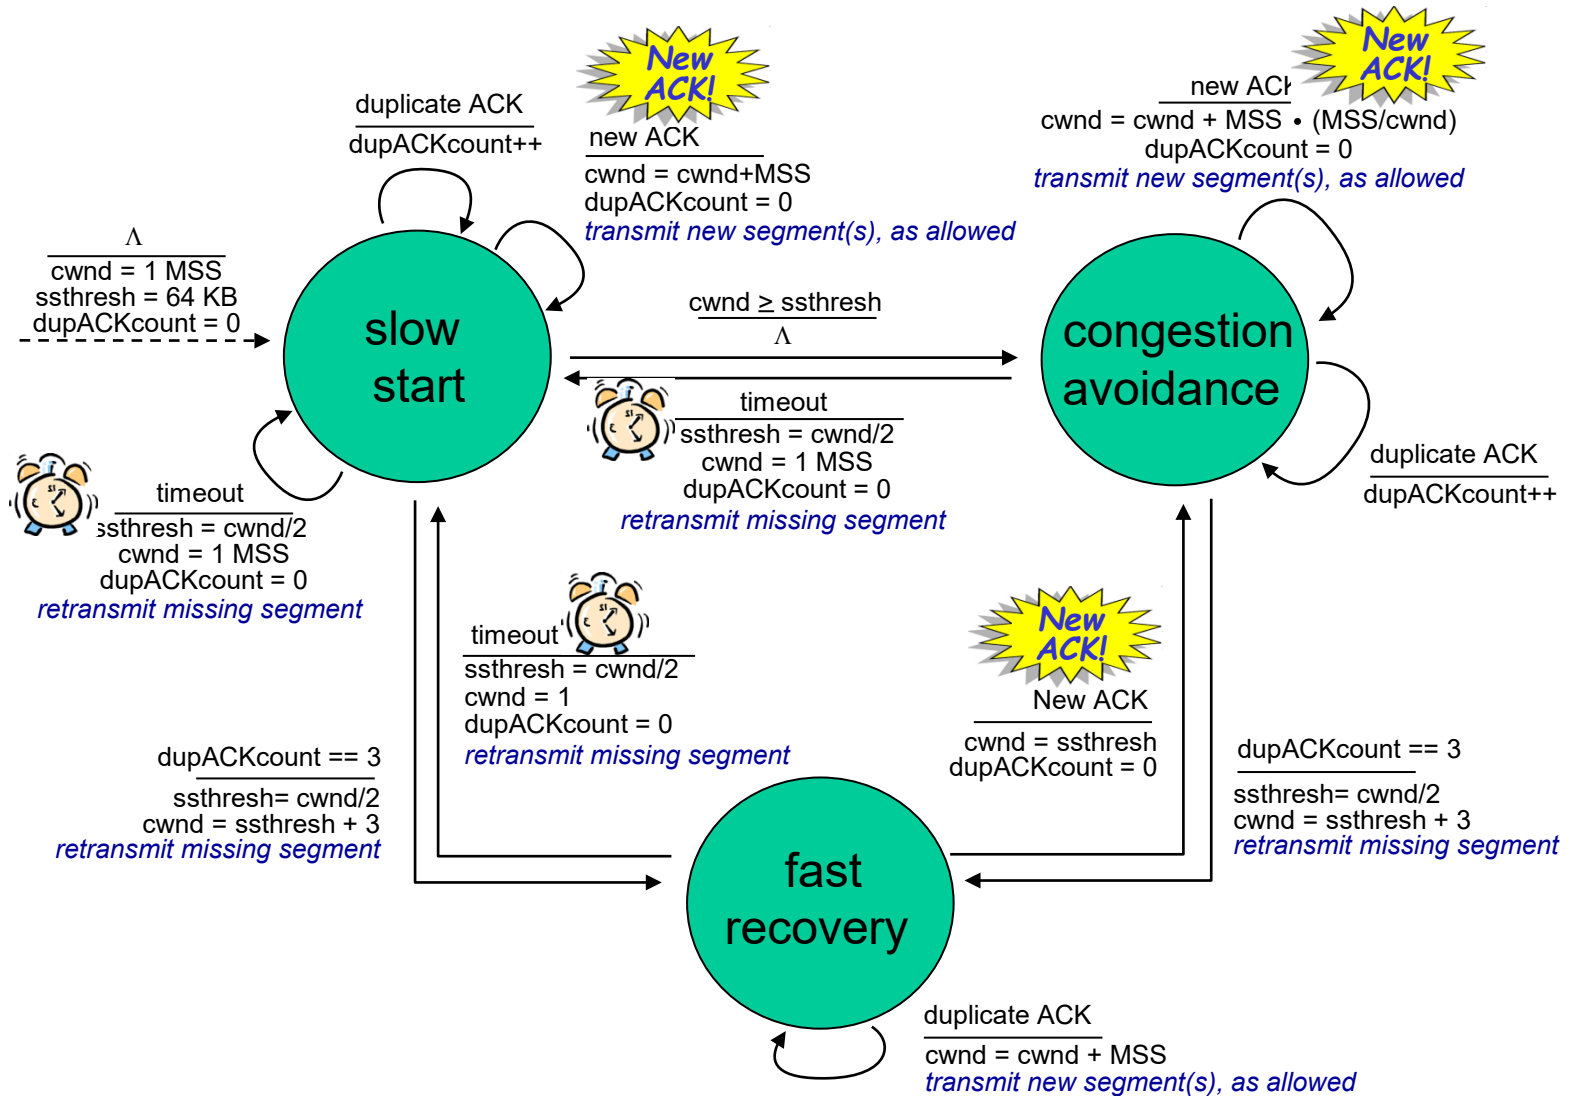 New
ACK!
duplicate ACK
dupACKcount++
new ACK
cwnd = cwnd+MSS
dupACKcount = 0
transmit new segment(s), as allowed
New
ACK!
new ACK
cwnd = cwnd + MSS • (MSS/cwnd)
dupACKcount = 0
transmit new segment(s), as allowed
Λ
cwnd = 1 MSS
ssthresh = 64 KB
dupACKcount = 0
slow
start
cwnd ≥ ssthresh
Λ
timeout
ssthresh = cwnd/2
cwnd = 1 MSS
dupACKcount = 0
retransmit missing segment
congestion
avoidance
duplicate ACK
dupACKcount++
timeout
ssthresh = cwnd/2
cwnd = 1 MSS
dupACKcount = 0
retransmit missing segment
timeout
ssthresh = cwnd/2
cwnd = 1
dupACKcount = 0
retransmit missing segment
New
ACK!
New ACK
cwnd = ssthresh
dupACKcount = 0
dupACKcount == 3
ssthresh= cwnd/2
cwnd = ssthresh + 3
retransmit missing segment
dupACKcount == 3
ssthresh= cwnd/2
cwnd = ssthresh + 3
retransmit missing segment
fast
recovery
duplicate ACK
cwnd = cwnd + MSS
transmit new segment(s), as allowed